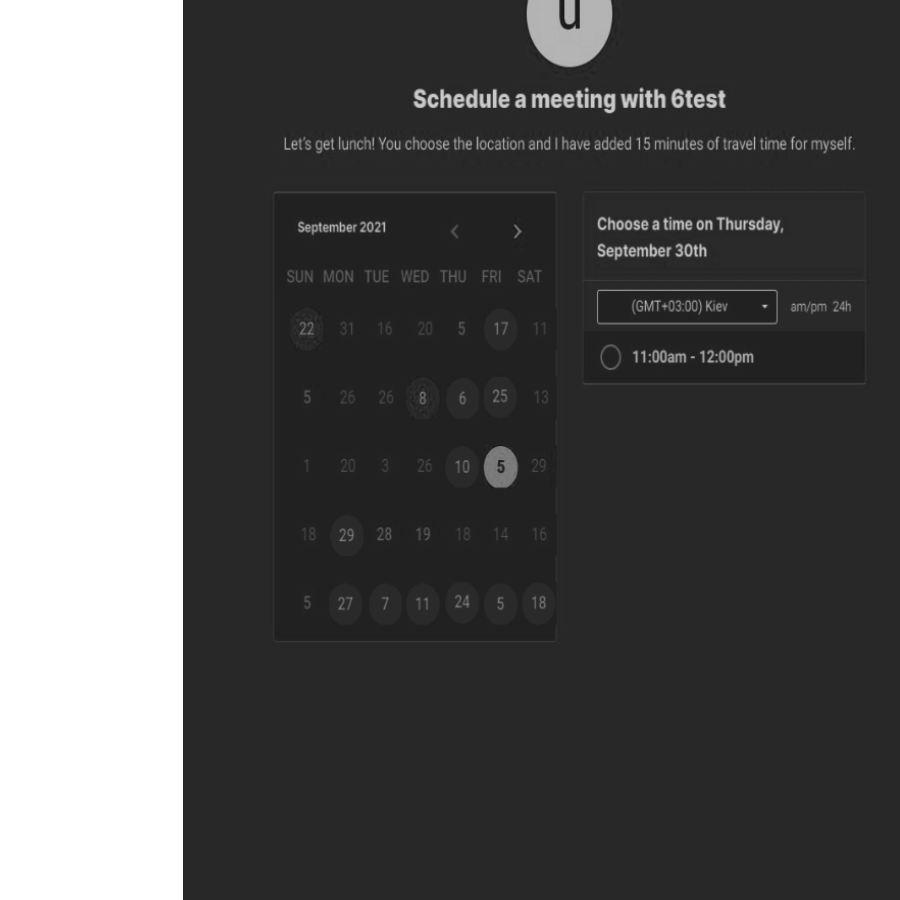 u
Schedule a meeting with 6test
Let's get lunch! You choose the location and I have added 15 minutes of travel time for myself.
September 2021
SUN MON TUE WED THU FRI SAT
22 31 16 20 5 17 11
5 26 26 8 6 25 13
1 20 3 26 10 5 29
18 29 28 19 18 14 16
5 27 7 11 24 5 18
Choose a time on Thursday,
September 30th
(GMT+03:00) Kiev am/pm 24h
11:00am - 12:00pm